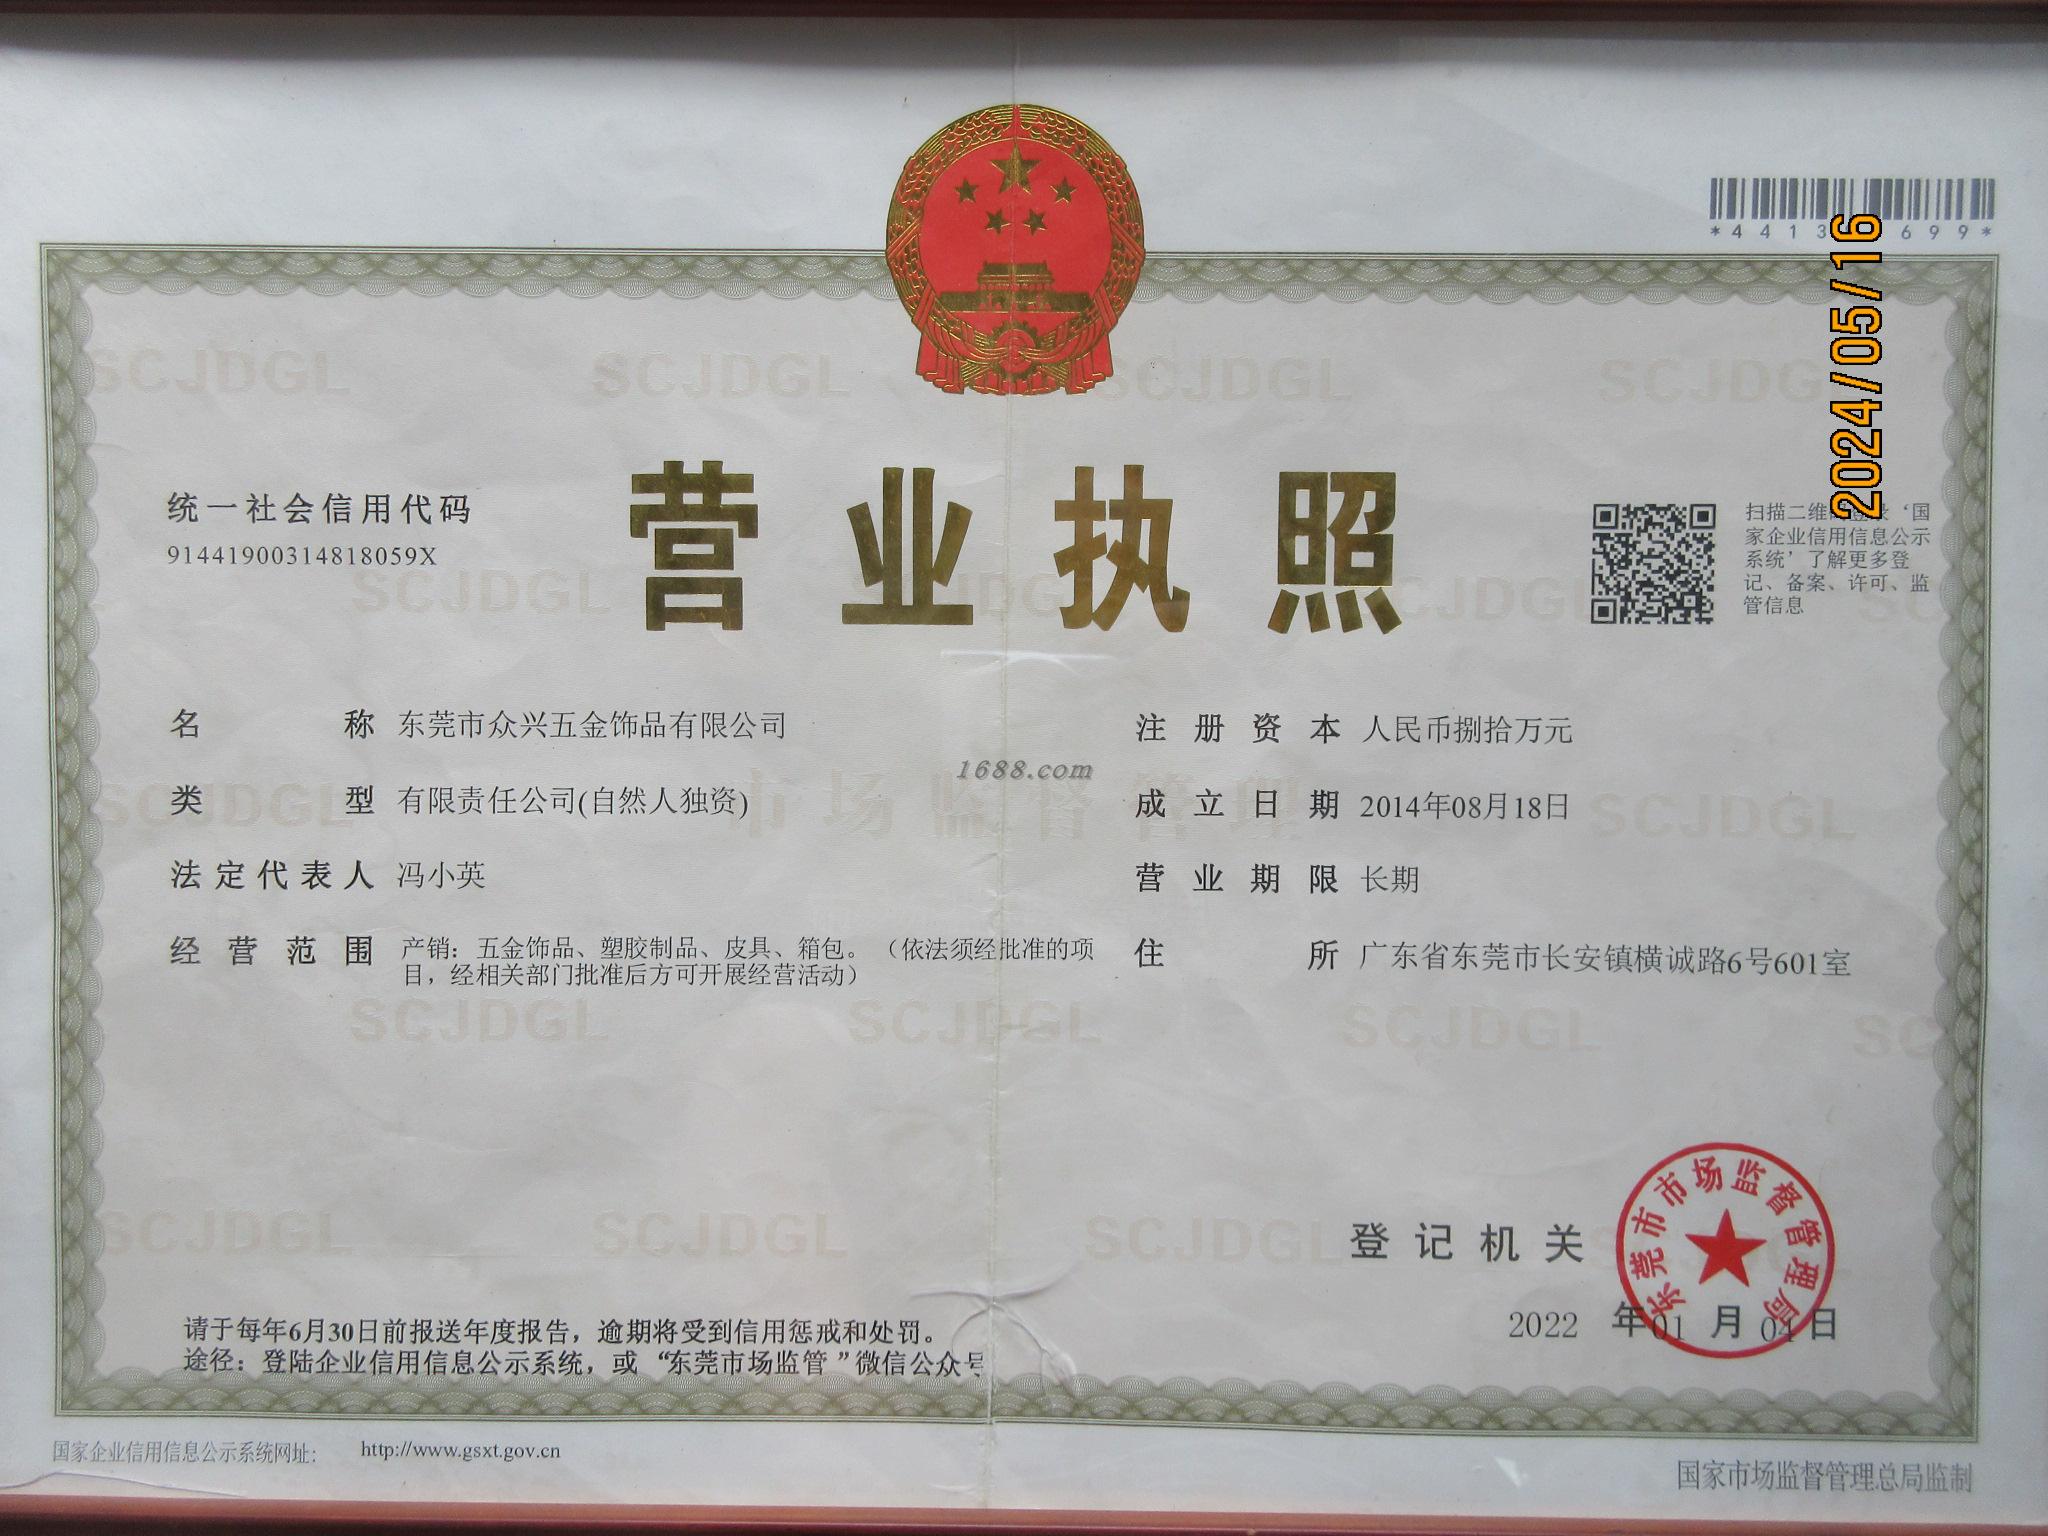 *4413 699*
2024/05/16
营业执照
统一社会信用代码
91441900314818059X
扫描二维 登录‘国
家企业信用信息公示
系统’了解更多登
记、备案、许可、监
管信息
名称 东莞市众兴五金饰品有限公司
类型 有限责任公司(自然人独资)
法定代表人 冯小英
经营范围 产销：五金饰品、塑胶制品、皮具、箱包。（依法须经批准的项
目，经相关部门批准后方可开展经营活动）
注册资本 人民币捌拾万元
成立日期 2014年08月18日
营业期限 长期
住所 广东省东莞市长安镇横诚路6号601室
1688.com
市场监督管理
SCJDGL
登记机关
东莞市市场监督管理局
2022 年01 月 04 日
请于每年6月30日前报送年度报告，逾期将受到信用惩戒和处罚。
途径：登陆企业信用信息公示系统，或“东莞市场监管”微信公众号
国家企业信用信息公示系统网址： http://www.gsxt.gov.cn
国家市场监督管理总局监制